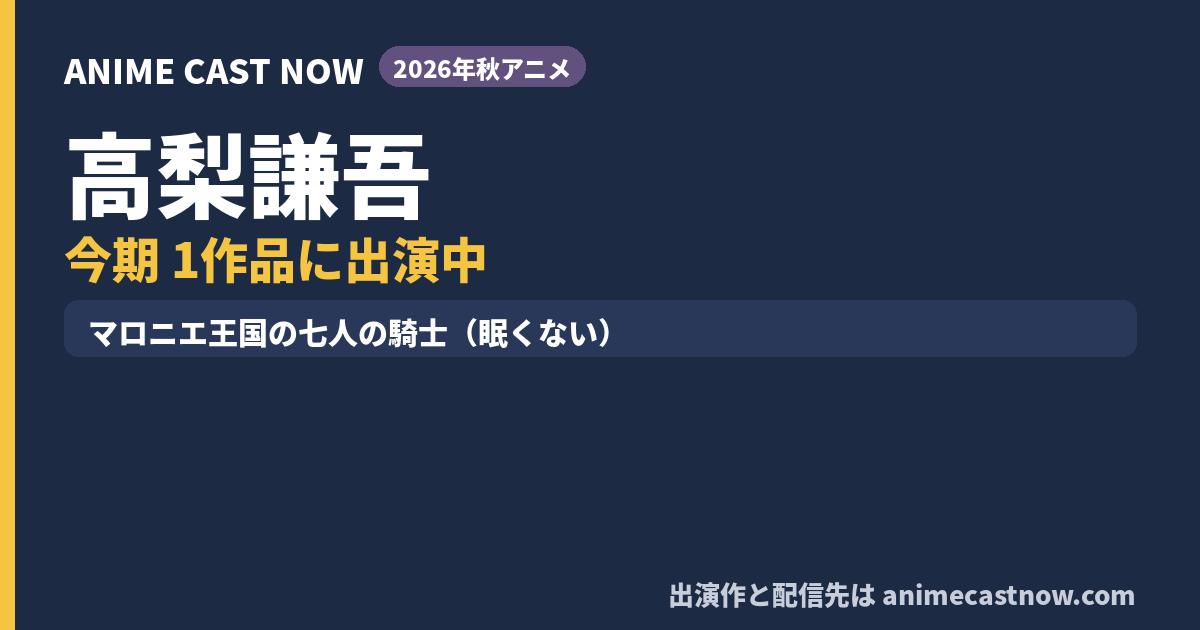 ANIME CAST NOW 2026年秋アニメ
高梨謙吾
今期 1作品に出演中
マロニエ王国の七人の騎士（眠くない）
出演作と配信先は animecastnow.com